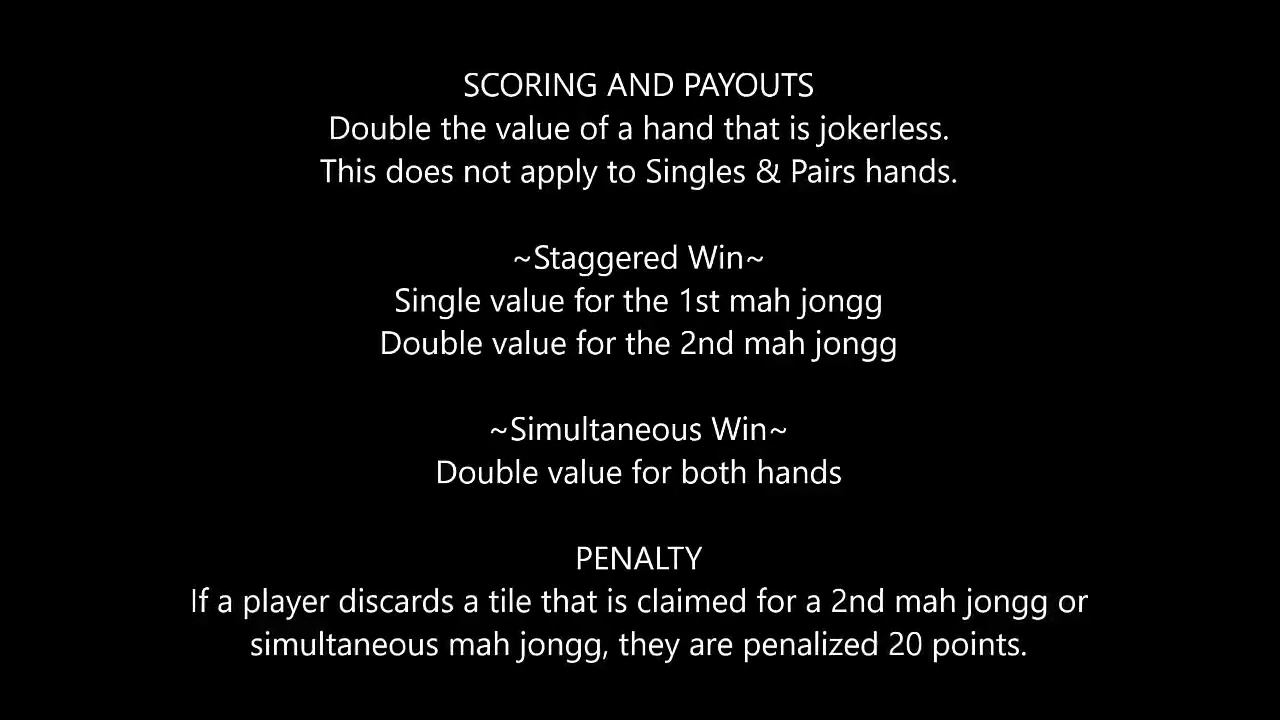 SCORING AND PAYOUTS
Double the value of a hand that is jokerless.
This does not apply to Singles & Pairs hands.
~Staggered Win~
Single value for the 1st mah jongg
Double value for the 2nd mah jongg
~Simultaneous Win~
Double value for both hands
PENALTY
If a player discards a tile that is claimed for a 2nd mah jongg or
simultaneous mah jongg, they are penalized 20 points.